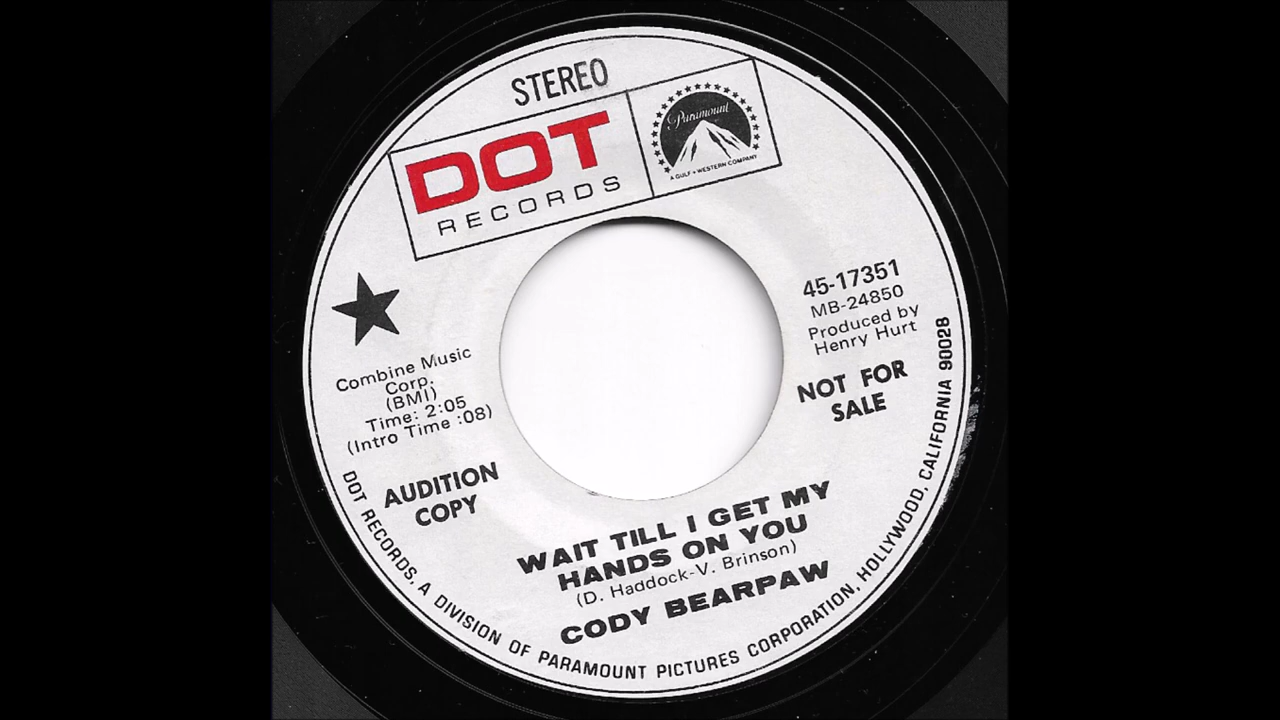 STEREO
DOT
RECORDS
Paramount
A GULF + WESTERN COMPANY
45-17351
MB-24850
Produced by
Henry Hurt
NOT FOR
SALE
Combine Music
Corp.
(BMI)
Time: 2:05
(Intro Time :08)
AUDITION
COPY
WAIT TILL I GET MY
HANDS ON YOU
(D. Haddock-V. Brinson)
CODY BEARPAW
DOT RECORDS, A DIVISION OF PARAMOUNT PICTURES CORPORATION, HOLLYWOOD, CALIFORNIA 90028